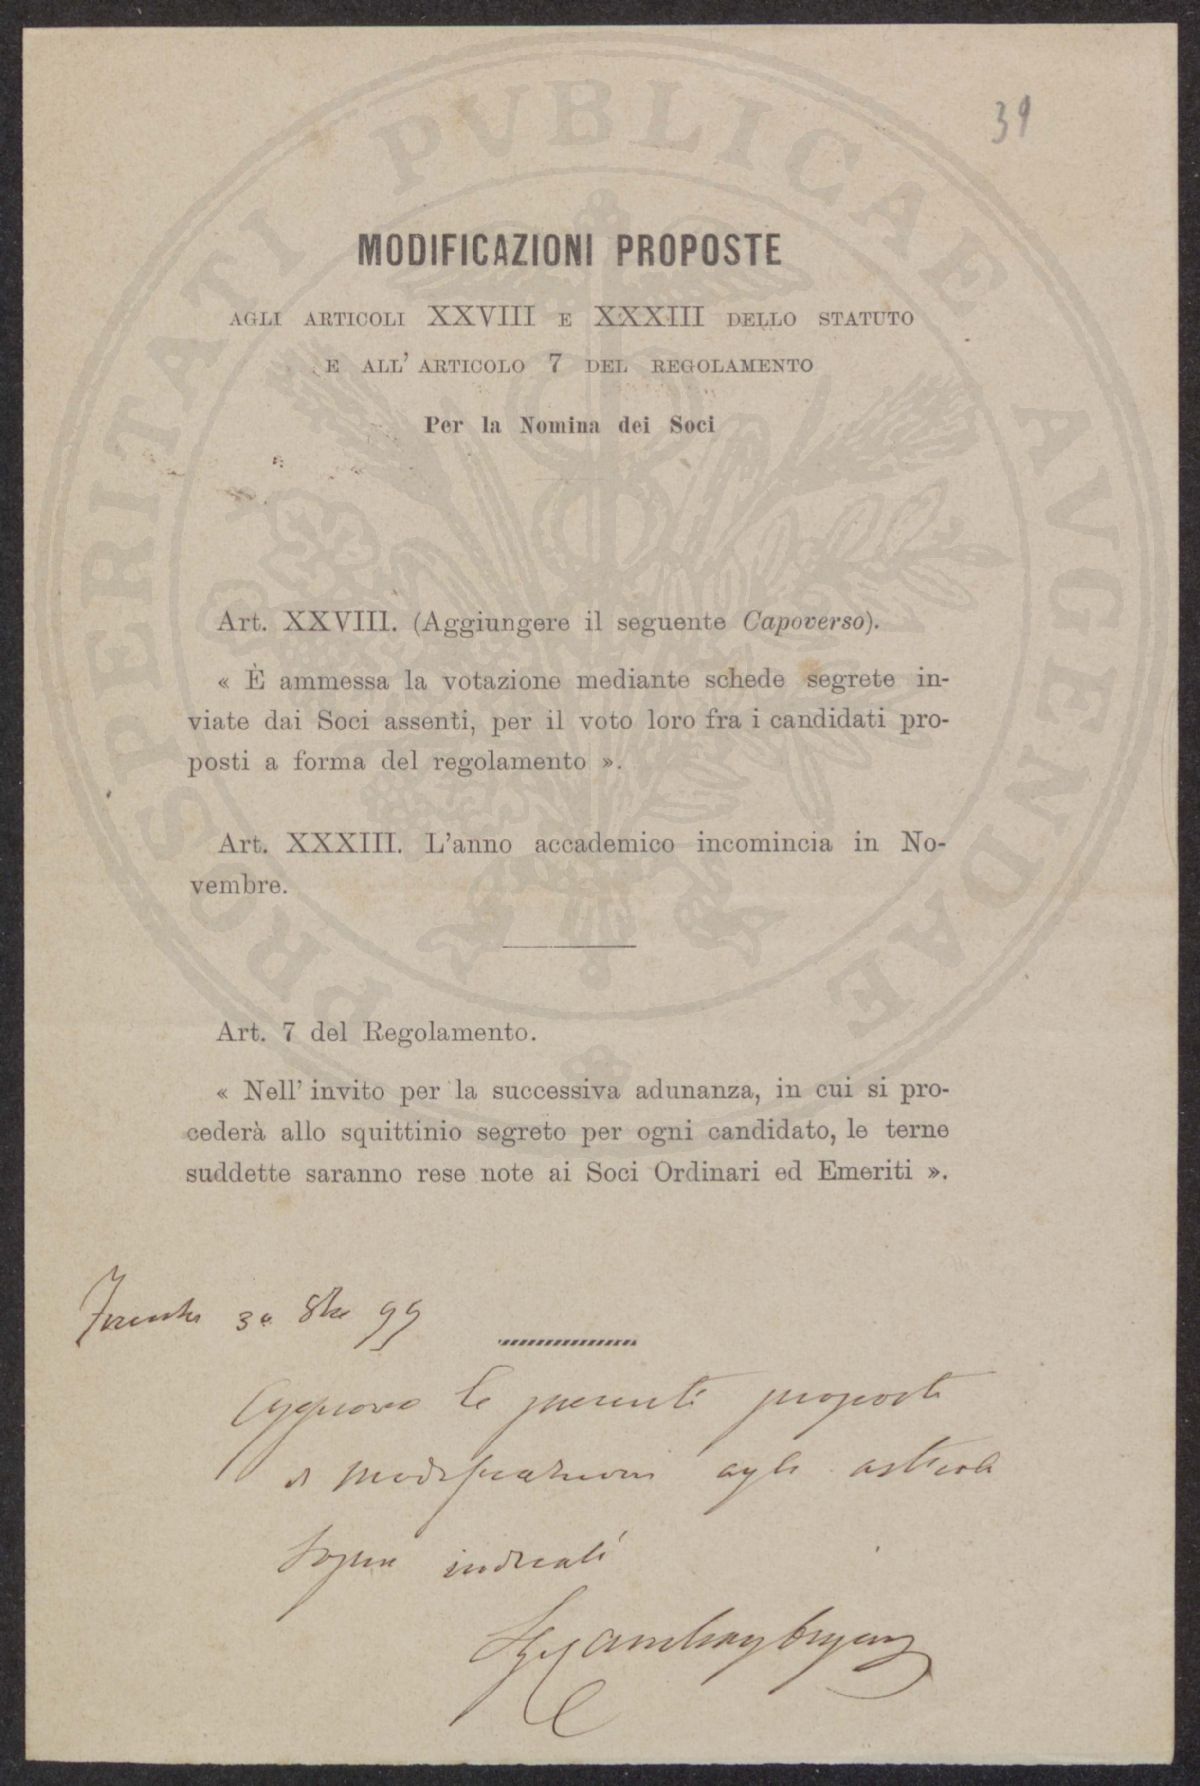 39
PROSPERITATI PVBLICAE AVGENDAE
MODIFICAZIONI PROPOSTE
AGLI ARTICOLI XXVIII E XXXIII DELLO STATUTO
E ALL' ARTICOLO 7 DEL REGOLAMENTO
Per la Nomina dei Soci
Art. XXVIII. (Aggiungere il seguente Capoverso).
« È ammessa la votazione mediante schede segrete in-
viate dai Soci assenti, per il voto loro fra i candidati pro-
posti a forma del regolamento ».
Art. XXXIII. L'anno accademico incomincia in No-
vembre.
Art. 7 del Regolamento.
« Nell' invito per la successiva adunanza, in cui si pro-
cederà allo squittinio segreto per ogni candidato, le terne
suddette saranno rese note ai Soci Ordinari ed Emeriti ».
8bre 99
Approvo le presenti proposte
di modificazioni agli articoli
sopra indicati